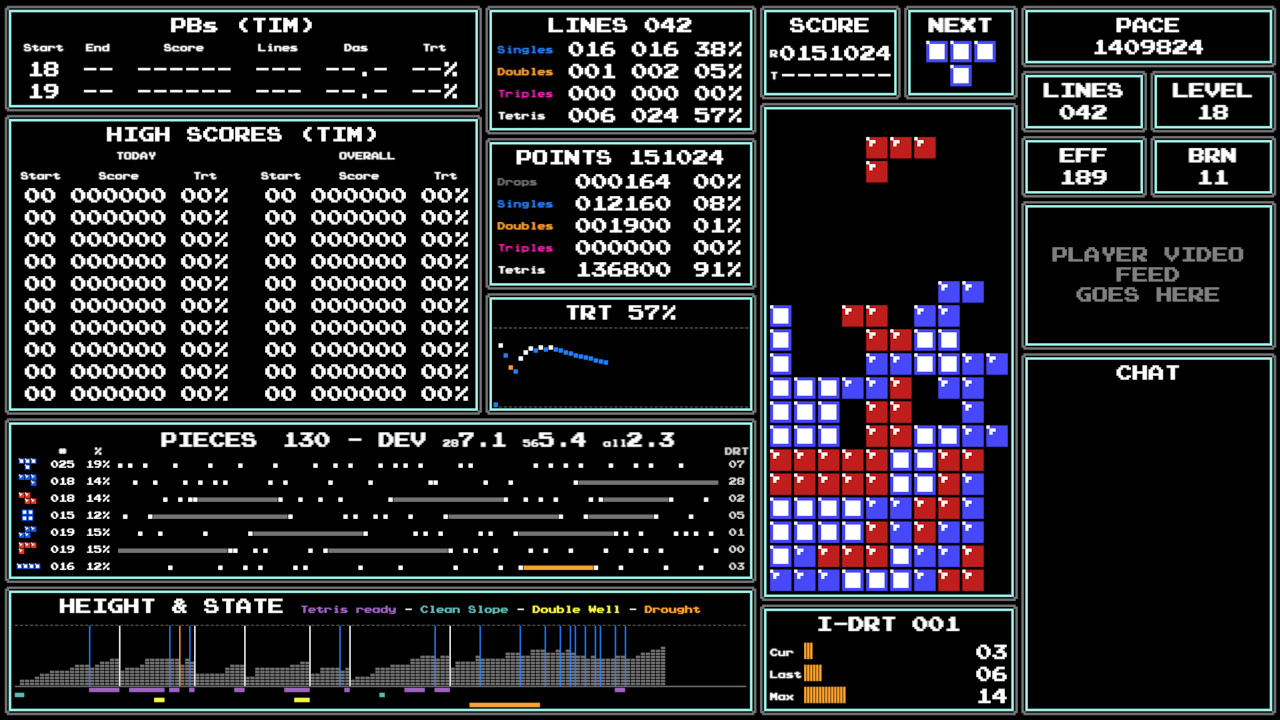 PBs (TIM)
Start End Score Lines Das Trt
18 -- ------ --- --.- --%
19 -- ------ --- --.- --%
HIGH SCORES (TIM)
TODAY OVERALL
Start Score Trt Start Score Trt
00 000000 00% 00 000000 00%
00 000000 00% 00 000000 00%
00 000000 00% 00 000000 00%
00 000000 00% 00 000000 00%
00 000000 00% 00 000000 00%
00 000000 00% 00 000000 00%
00 000000 00% 00 000000 00%
00 000000 00% 00 000000 00%
00 000000 00% 00 000000 00%
00 000000 00% 00 000000 00%
LINES 042
Singles 016 016 38%
Doubles 001 002 05%
Triples 000 000 00%
Tetris 006 024 57%
POINTS 151024
Drops 000164 00%
Singles 012160 08%
Doubles 001900 01%
Triples 000000 00%
Tetris 136800 91%
TRT 57%
PIECES 130 - DEV 28 7.1 56 5.4 all 2.3
% DRT
025 19% 07
018 14% 28
018 14% 02
015 12% 05
019 15% 01
019 15% 00
016 12% 03
HEIGHT & STATE Tetris ready - Clean Slope - Double Well - Drought
SCORE
R0151024
T-------
NEXT
I-DRT 001
Cur 03
Last 06
Max 14
PACE
1409824
LINES
042
LEVEL
18
EFF
189
BRN
11
PLAYER VIDEO
FEED
GOES HERE
CHAT